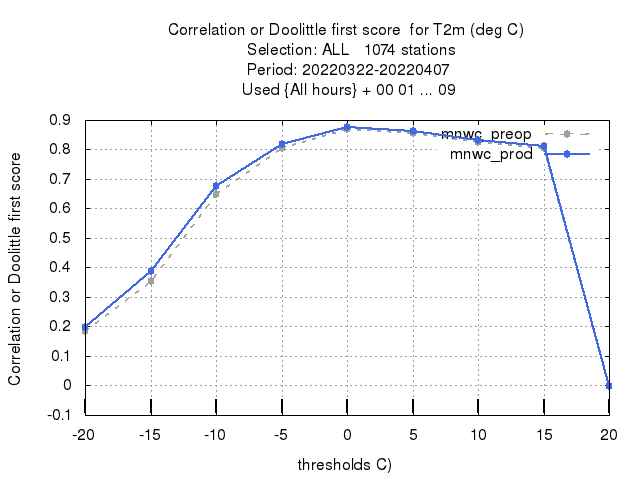 Correlation or Doolittle first score  for T2m (deg C)
Selection: ALL   1074 stations
Period: 20220322-20220407
Used {All hours} + 00 01 ... 09
mnwc_preop
mnwc_prod
Correlation or Doolittle first score
0.9
0.8
0.7
0.6
0.5
0.4
0.3
0.2
0.1
0
-0.1
-20 -15 -10 -5 0 5 10 15 20
thresholds C)